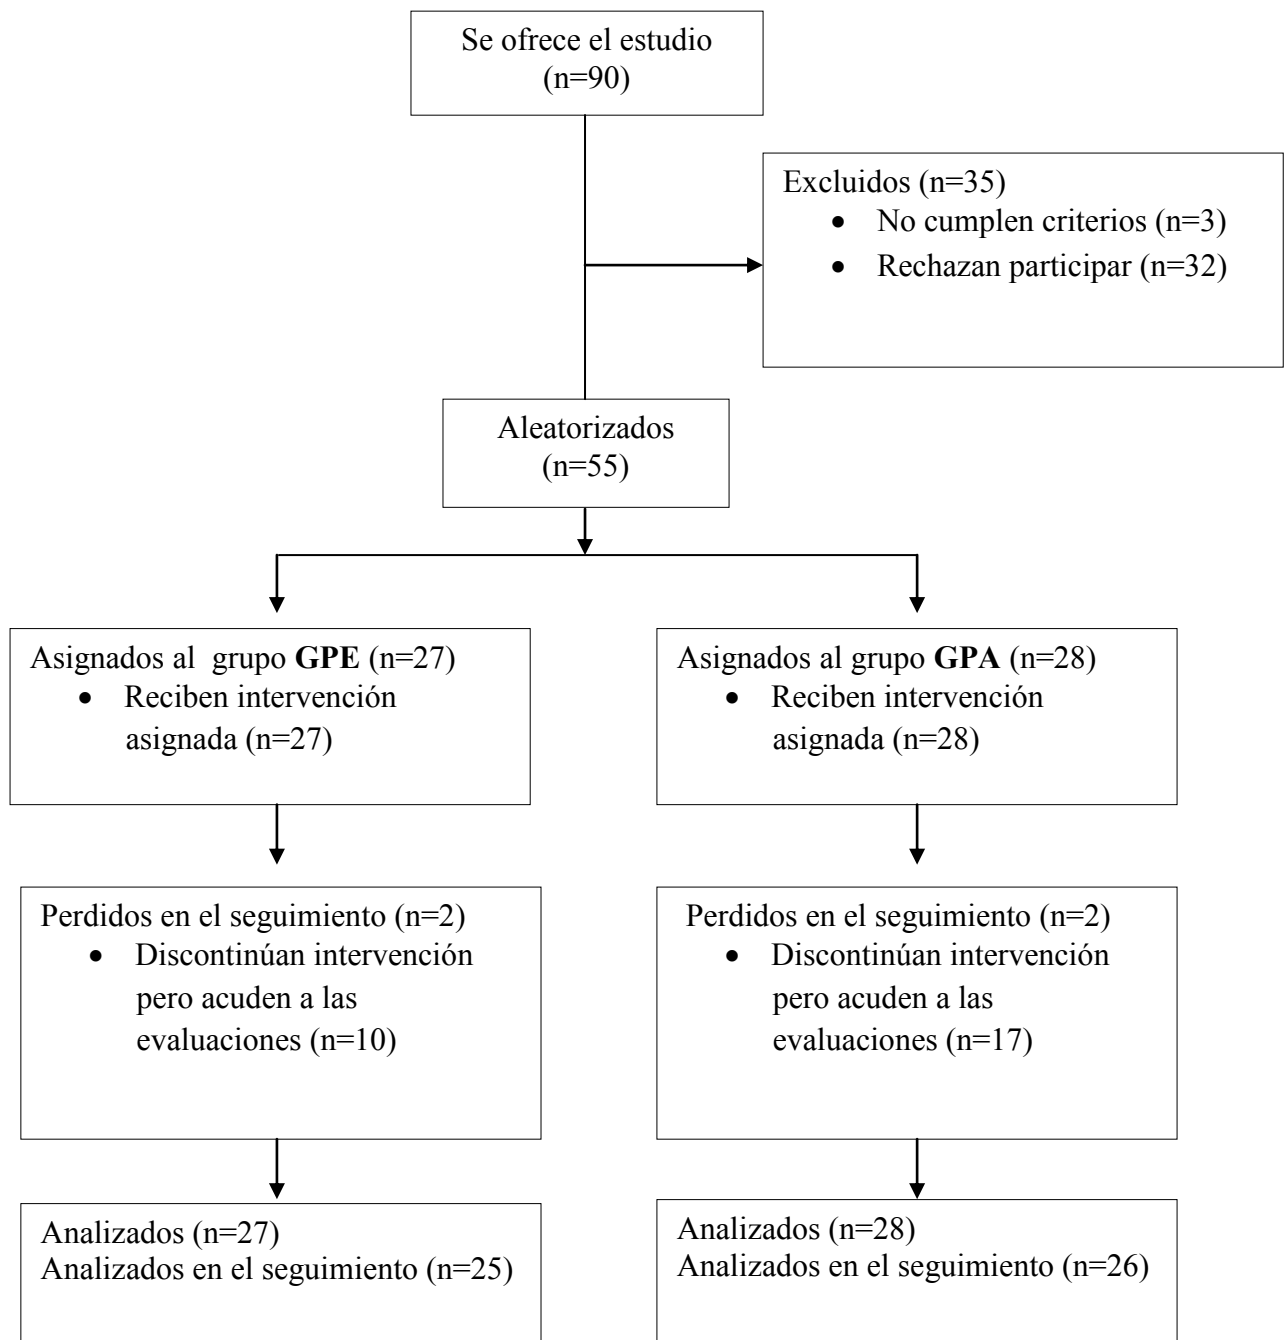 Se ofrece el estudio
(n=90)
Excluidos (n=35)
• No cumplen criterios (n=3)
• Rechazan participar (n=32)
Aleatorizados
(n=55)
Asignados al grupo GPE (n=27)
• Reciben intervención
asignada (n=27)
Asignados al grupo GPA (n=28)
• Reciben intervención
asignada (n=28)
Perdidos en el seguimiento (n=2)
• Discontinúan intervención
pero acuden a las
evaluaciones (n=10)
Perdidos en el seguimiento (n=2)
• Discontinúan intervención
pero acuden a las
evaluaciones (n=17)
Analizados (n=27)
Analizados en el seguimiento (n=25)
Analizados (n=28)
Analizados en el seguimiento (n=26)